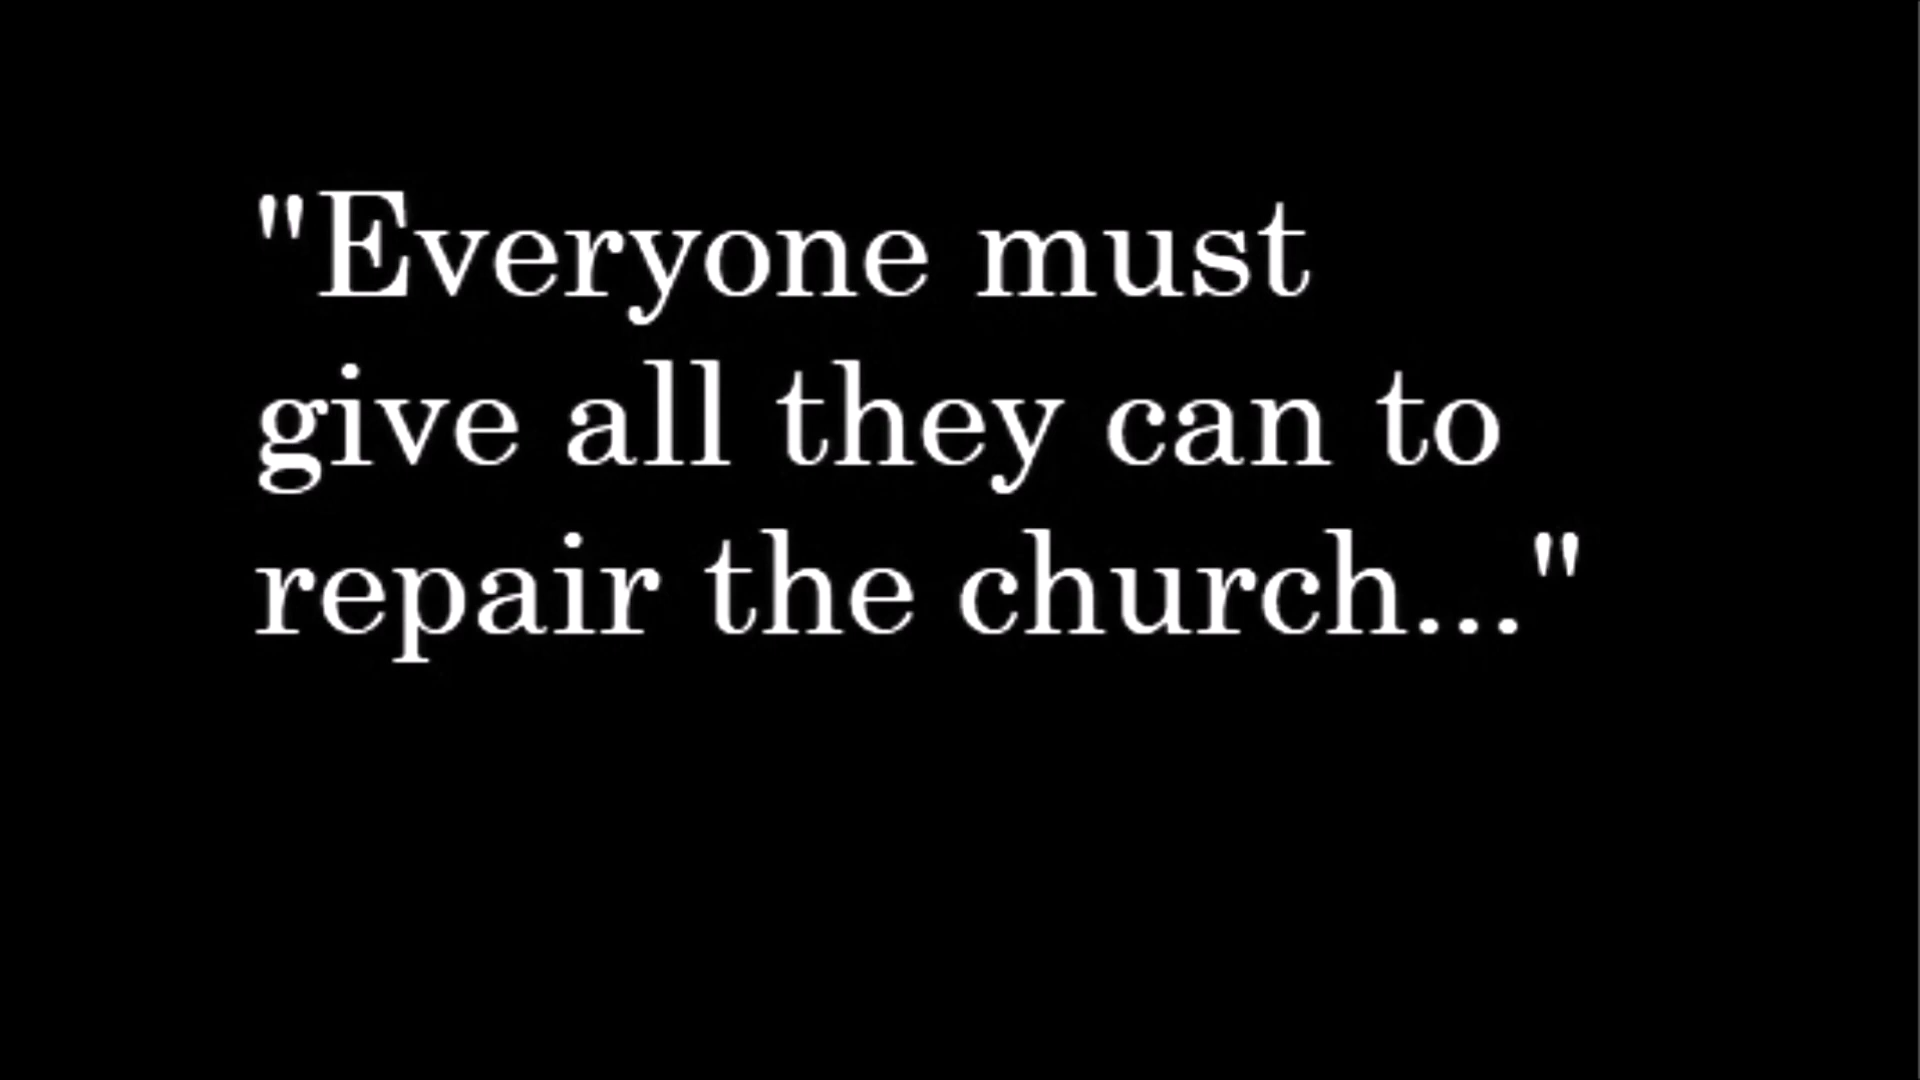 "Everyone must
give all they can to
repair the church..."